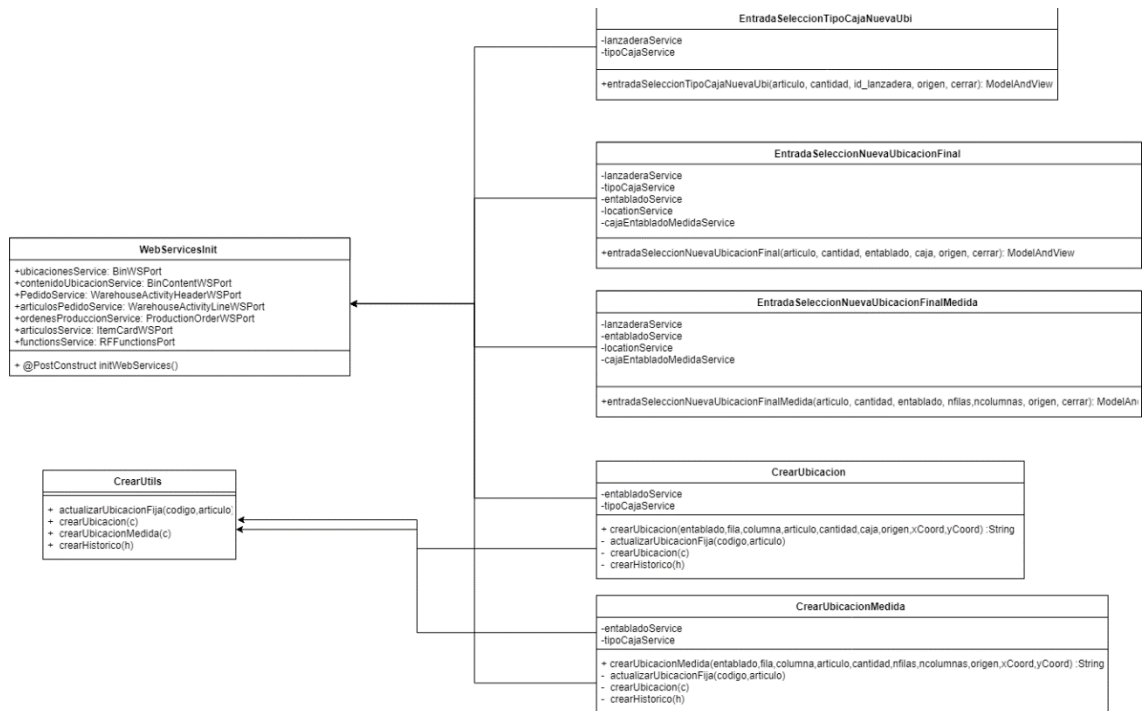 EntradaSeleccionTipoCajaNuevaUbi
-lanzaderaService
-tipoCajaService
+entradaSeleccionTipoCajaNuevaUbi(articulo, cantidad, id_lanzadera, origen, cerrar): ModelAndView
EntradaSeleccionNuevaUbicacionFinal
-lanzaderaService
-tipoCajaService
-entabladoService
-locationService
-cajaEntabladoMedidaService
+entradaSeleccionNuevaUbicacionFinal(articulo, cantidad, entablado, caja, origen, cerrar): ModelAndView
WebServicesInit
+ubicacionesService: BinWSPort
+contenidoUbicacionService: BinContentWSPort
+PedidoService: WarehouseActivityHeaderWSPort
+articulosPedidoService: WarehouseActivityLineWSPort
+ordenesProduccionService: ProductionOrderWSPort
+articulosService: ItemCardWSPort
+functionsService: RFFunctionsPort
+ @PostConstruct initWebServices()
EntradaSeleccionNuevaUbicacionFinalMedida
-lanzaderaService
-entabladoService
-locationService
-cajaEntabladoMedidaService
+entradaSeleccionNuevaUbicacionFinalMedida(articulo, cantidad, entablado, nfilas,ncolumnas, origen, cerrar): ModelAn
CrearUtils
+ actualizarUbicacionFija(codigo,articulo)
+ crearUbicacion(c)
+ crearUbicacionMedida(c)
+ crearHistorico(h)
CrearUbicacion
-entabladoService
-tipoCajaService
+ crearUbicacion(entablado,fila,columna,articulo,cantidad,caja,origen,xCoord,yCoord) :String
- actualizarUbicacionFija(codigo,articulo)
- crearUbicacion(c)
- crearHistorico(h)
CrearUbicacionMedida
-entabladoService
-tipoCajaService
+ crearUbicacionMedida(entablado,fila,columna,articulo,cantidad,nfilas,ncolumnas,origen,xCoord,yCoord) :String
- actualizarUbicacionFija(codigo,articulo)
- crearUbicacion(c)
- crearHistorico(h)